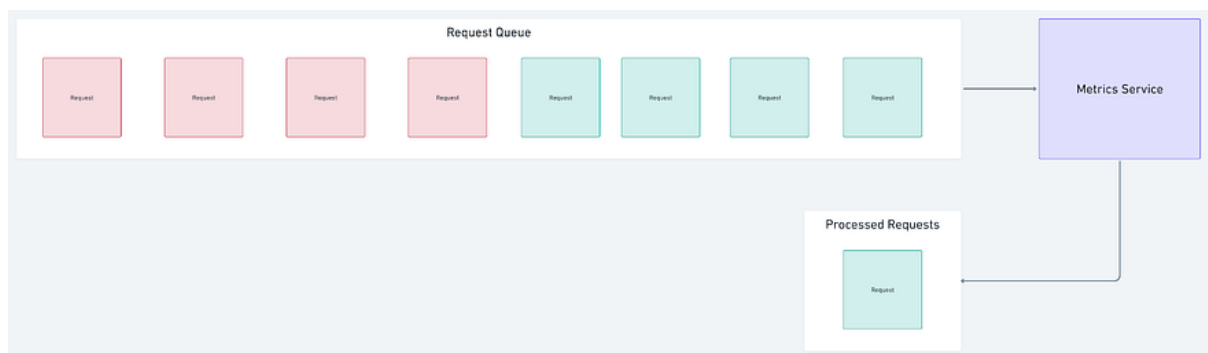 Request Queue
Request
Request
Request
Request
Request
Request
Request
Request
Metrics Service
Processed Requests
Request